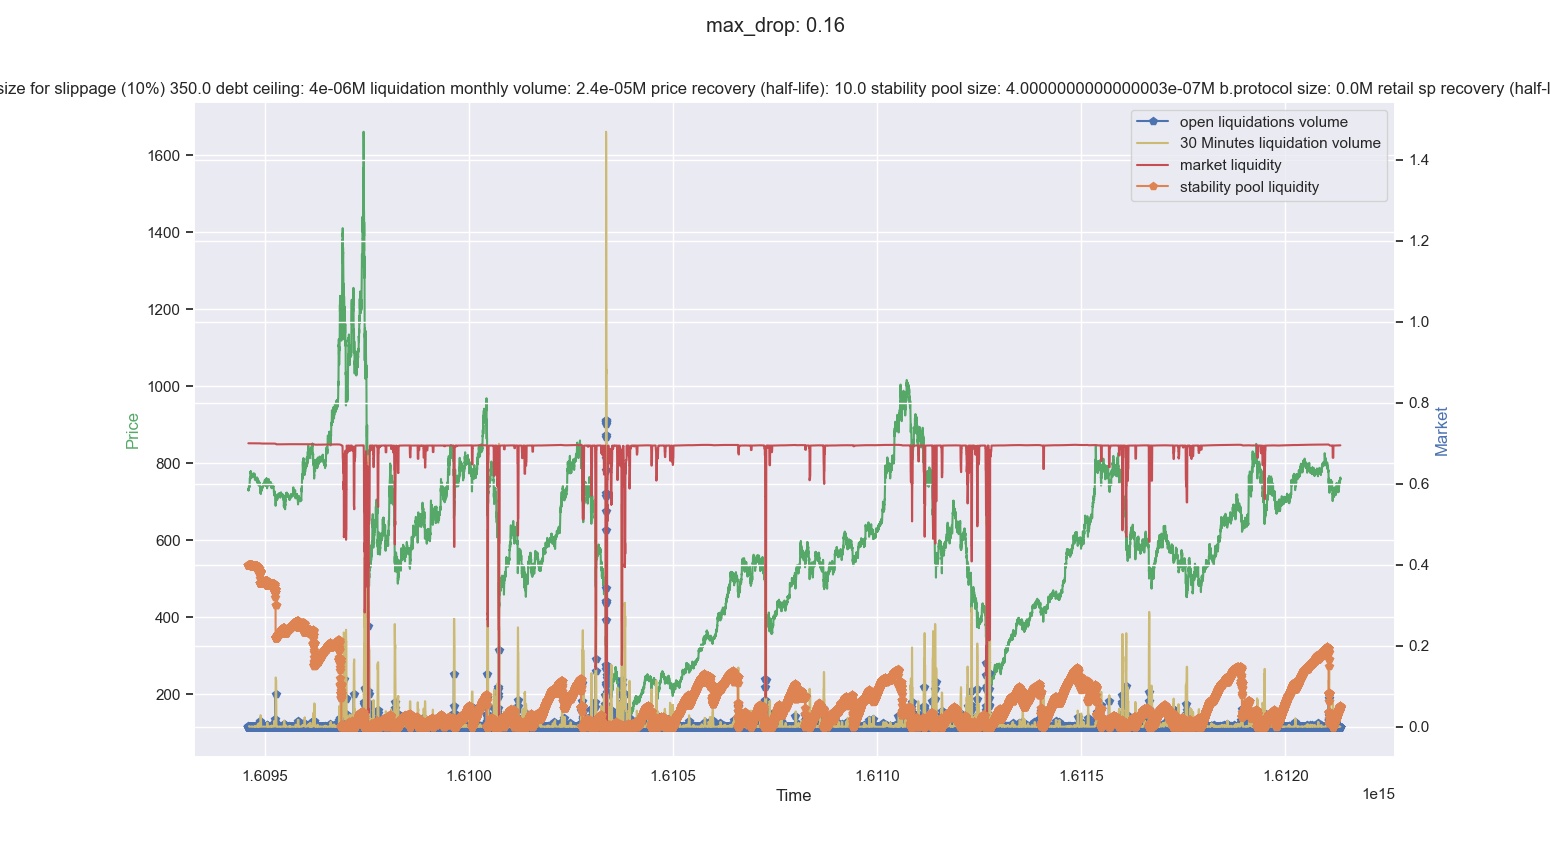 max_drop: 0.16
size for slippage (10%) 350.0 debt ceiling: 4e-06M liquidation monthly volume: 2.4e-05M price recovery (half-life): 10.0 stability pool size: 4.0000000000000003e-07M b.protocol size: 0.0M retail sp recovery (half-l
open liquidations volume
30 Minutes liquidation volume
market liquidity
stability pool liquidity
1600
1400
1200
1000
800
600
400
200
Price
1.4
1.2
1.0
0.8
0.6
0.4
0.2
0.0
Market
1.6095 1.6100 1.6105 1.6110 1.6115 1.6120
Time
1e15